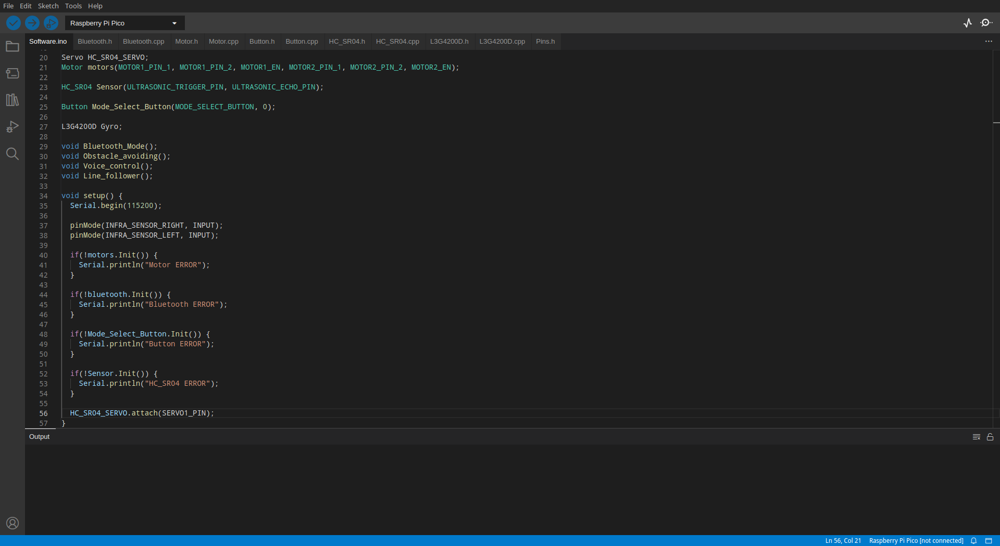 File Edit Sketch Tools Help
Raspberry Pi Pico
Software.ino Bluetooth.h Bluetooth.cpp Motor.h Motor.cpp Button.h Button.cpp HC_SR04.h HC_SR04.cpp L3G4200D.h L3G4200D.cpp Pins.h
20 Servo HC_SR04_SERVO;
21 Motor motors(MOTOR1_PIN_1, MOTOR1_PIN_2, MOTOR1_EN, MOTOR2_PIN_1, MOTOR2_PIN_2, MOTOR2_EN);
22
23 HC_SR04 Sensor(ULTRASONIC_TRIGGER_PIN, ULTRASONIC_ECHO_PIN);
24
25 Button Mode_Select_Button(MODE_SELECT_BUTTON, 0);
26
27 L3G4200D Gyro;
28
29 void Bluetooth_Mode();
30 void Obstacle_avoiding();
31 void Voice_control();
32 void Line_follower();
33
34 void setup() {
35 Serial.begin(115200);
36
37 pinMode(INFRA_SENSOR_RIGHT, INPUT);
38 pinMode(INFRA_SENSOR_LEFT, INPUT);
39
40 if(!motors.Init()) {
41 Serial.println("Motor ERROR");
42 }
43
44 if(!bluetooth.Init()) {
45 Serial.println("Bluetooth ERROR");
46 }
47
48 if(!Mode_Select_Button.Init()) {
49 Serial.println("Button ERROR");
50 }
51
52 if(!Sensor.Init()) {
53 Serial.println("HC_SR04 ERROR");
54 }
55
56 HC_SR04_SERVO.attach(SERVO1_PIN);
57 }
Output
Ln 56, Col 21 Raspberry Pi Pico [not connected]